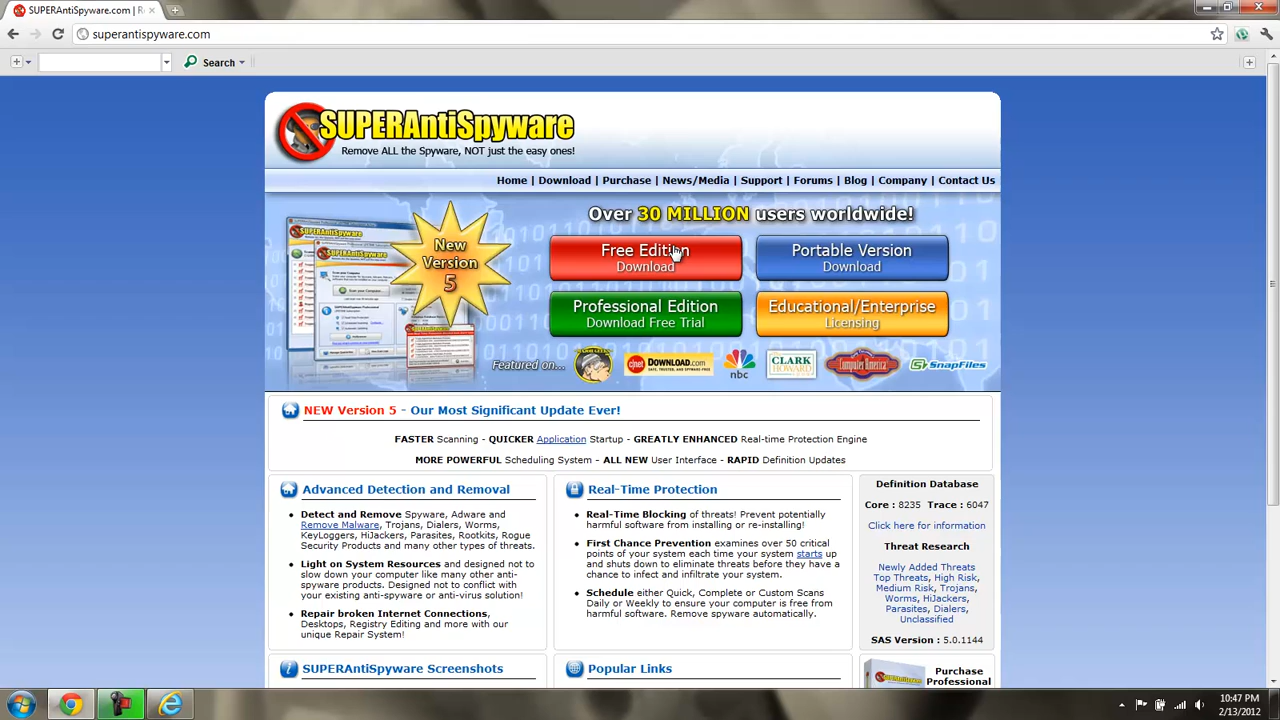 SUPERAntiSpyware.com | R
superantispyware.com
Search
SUPERAntiSpyware
Remove ALL the Spyware, NOT just the easy ones!
Home | Download | Purchase | News/Media | Support | Forums | Blog | Company | Contact Us
Over 30 MILLION users worldwide!
New
Version
5
Free Edition
Download
Portable Version
Download
Professional Edition
Download Free Trial
Educational/Enterprise
Licensing
Featured on...
c|net DOWNLOAD.com
nbc
CLARK
HOWARD
Computer America
SnapFiles
NEW Version 5 - Our Most Significant Update Ever!
FASTER Scanning - QUICKER Application Startup - GREATLY ENHANCED Real-time Protection Engine
MORE POWERFUL Scheduling System - ALL NEW User Interface - RAPID Definition Updates
Advanced Detection and Removal
Detect and Remove Spyware, Adware and
Remove Malware, Trojans, Dialers, Worms,
KeyLoggers, HiJackers, Parasites, Rootkits, Rogue
Security Products and many other types of threats.
Light on System Resources and designed not to
slow down your computer like many other anti-
spyware products. Designed not to conflict with
your existing anti-spyware or anti-virus solution!
Repair broken Internet Connections,
Desktops, Registry Editing and more with our
unique Repair System!
Real-Time Protection
Real-Time Blocking of threats! Prevent potentially
harmful software from installing or re-installing!
First Chance Prevention examines over 50 critical
points of your system each time your system starts up
and shuts down to eliminate threats before they have a
chance to infect and infiltrate your system.
Schedule either Quick, Complete or Custom Scans
Daily or Weekly to ensure your computer is free from
harmful software. Remove spyware automatically.
Definition Database
Core : 8235 Trace : 6047
Click here for information
Threat Research
Newly Added Threats
Top Threats, High Risk,
Medium Risk, Trojans,
Worms, HiJackers,
Parasites, Dialers,
Unclassified
SAS Version : 5.0.1144
SUPERAntiSpyware Screenshots
Popular Links
Purchase
Professional
10:47 PM
2/13/2012